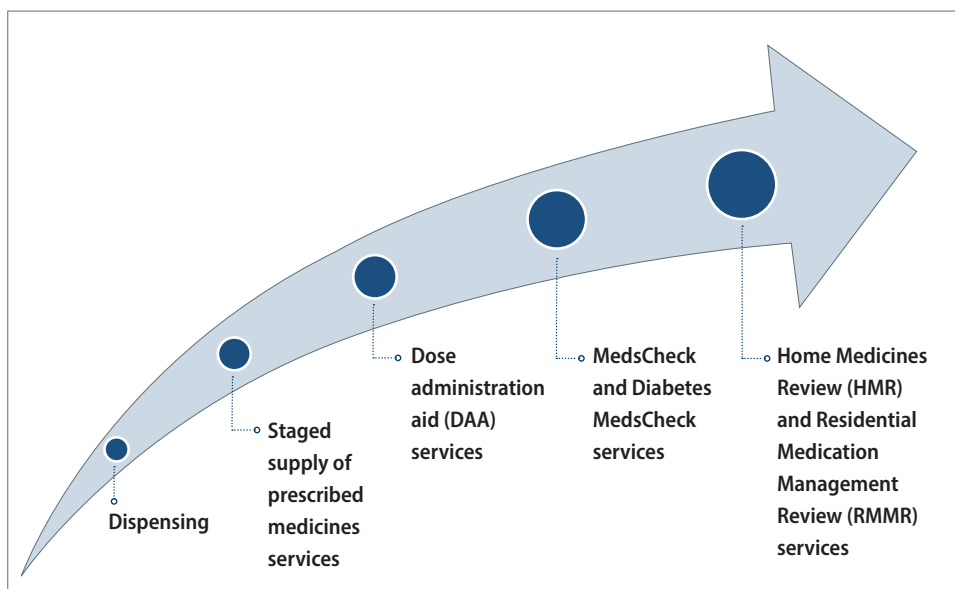 Dispensing
Staged
supply of
prescribed
medicines
services
Dose
administration
aid (DAA)
services
MedsCheck
and Diabetes
MedsCheck
services
Home Medicines
Review (HMR)
and Residential
Medication
Management
Review (RMMR)
services